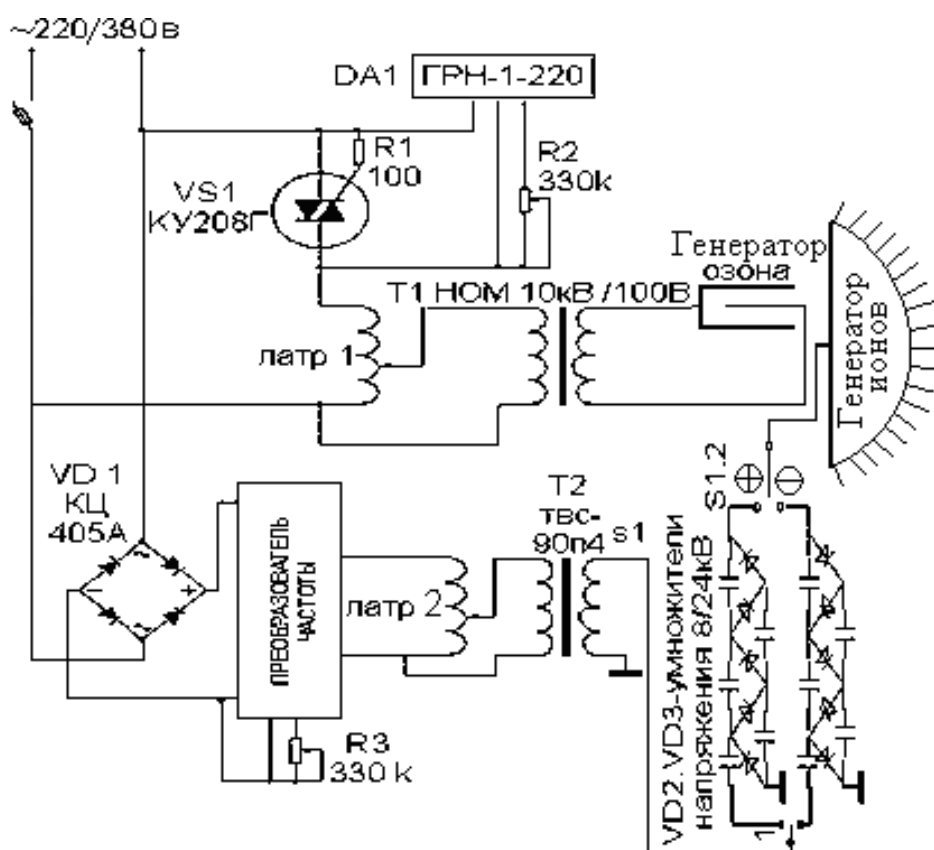 ~220/380в
DA1
ГРН-1-220
R1
100
R2
330k
VS1
КУ208Г
Генератор
озона
T1 НОМ 10кВ/100В
латр 1
Генератор
ионов
VD 1
КЦ
405А
ПРЕОБРАЗОВАТЕЛЬ
ЧАСТОТЫ
латр 2
T2
твс-
90п4
s1
S1.2
+
−
R3
330 k
VD2.VD3-умножители
напряжения 8/24кВ
1